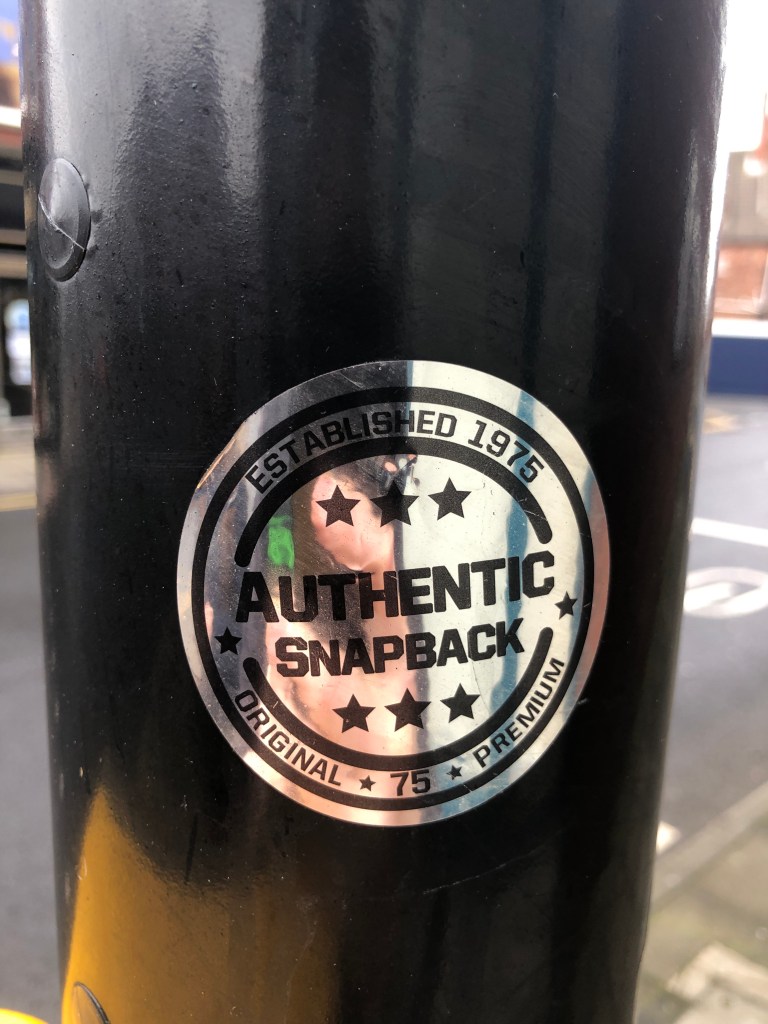 ESTABLISHED 1975
AUTHENTIC
SNAPBACK
ORIGINAL ★ 75 ★ PREMIUM